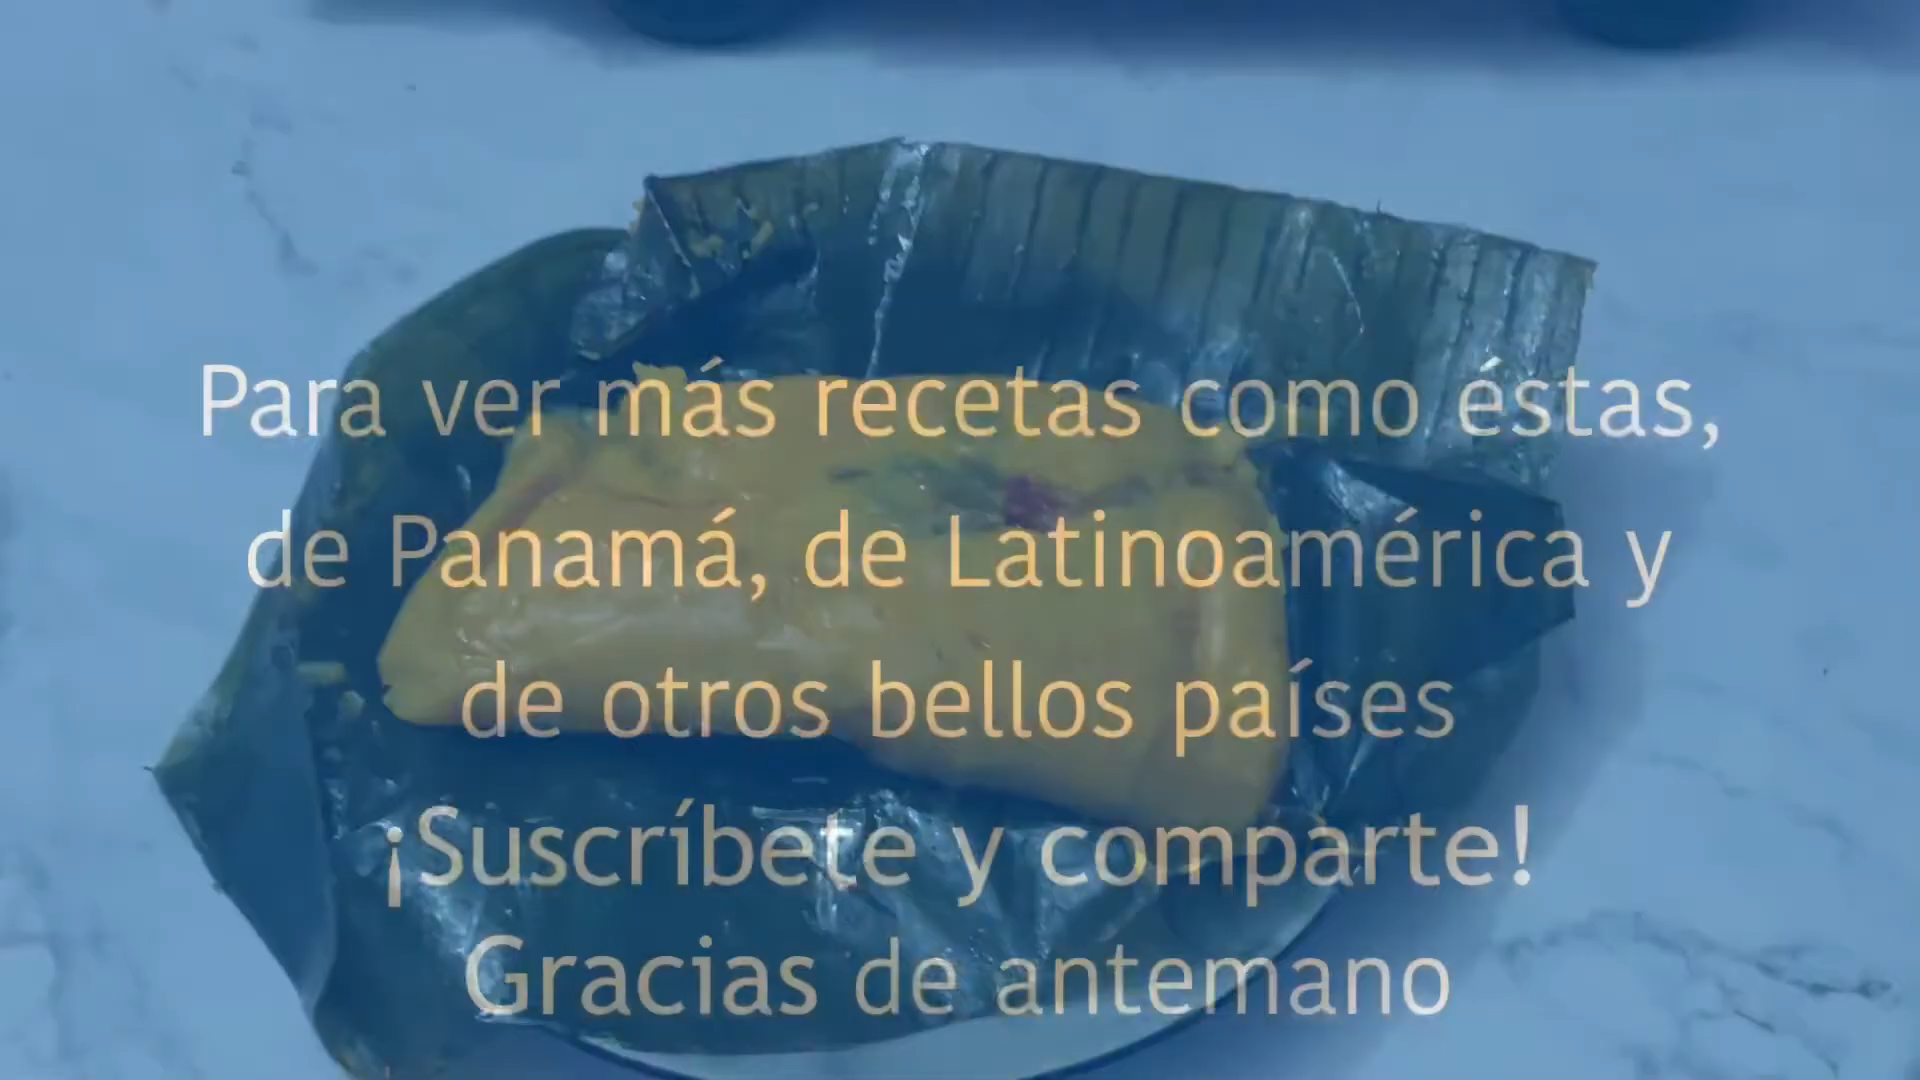 Para ver más recetas como éstas,
de Panamá, de Latinoamérica y
de otros bellos países
¡Suscríbete y comparte!
Gracias de antemano